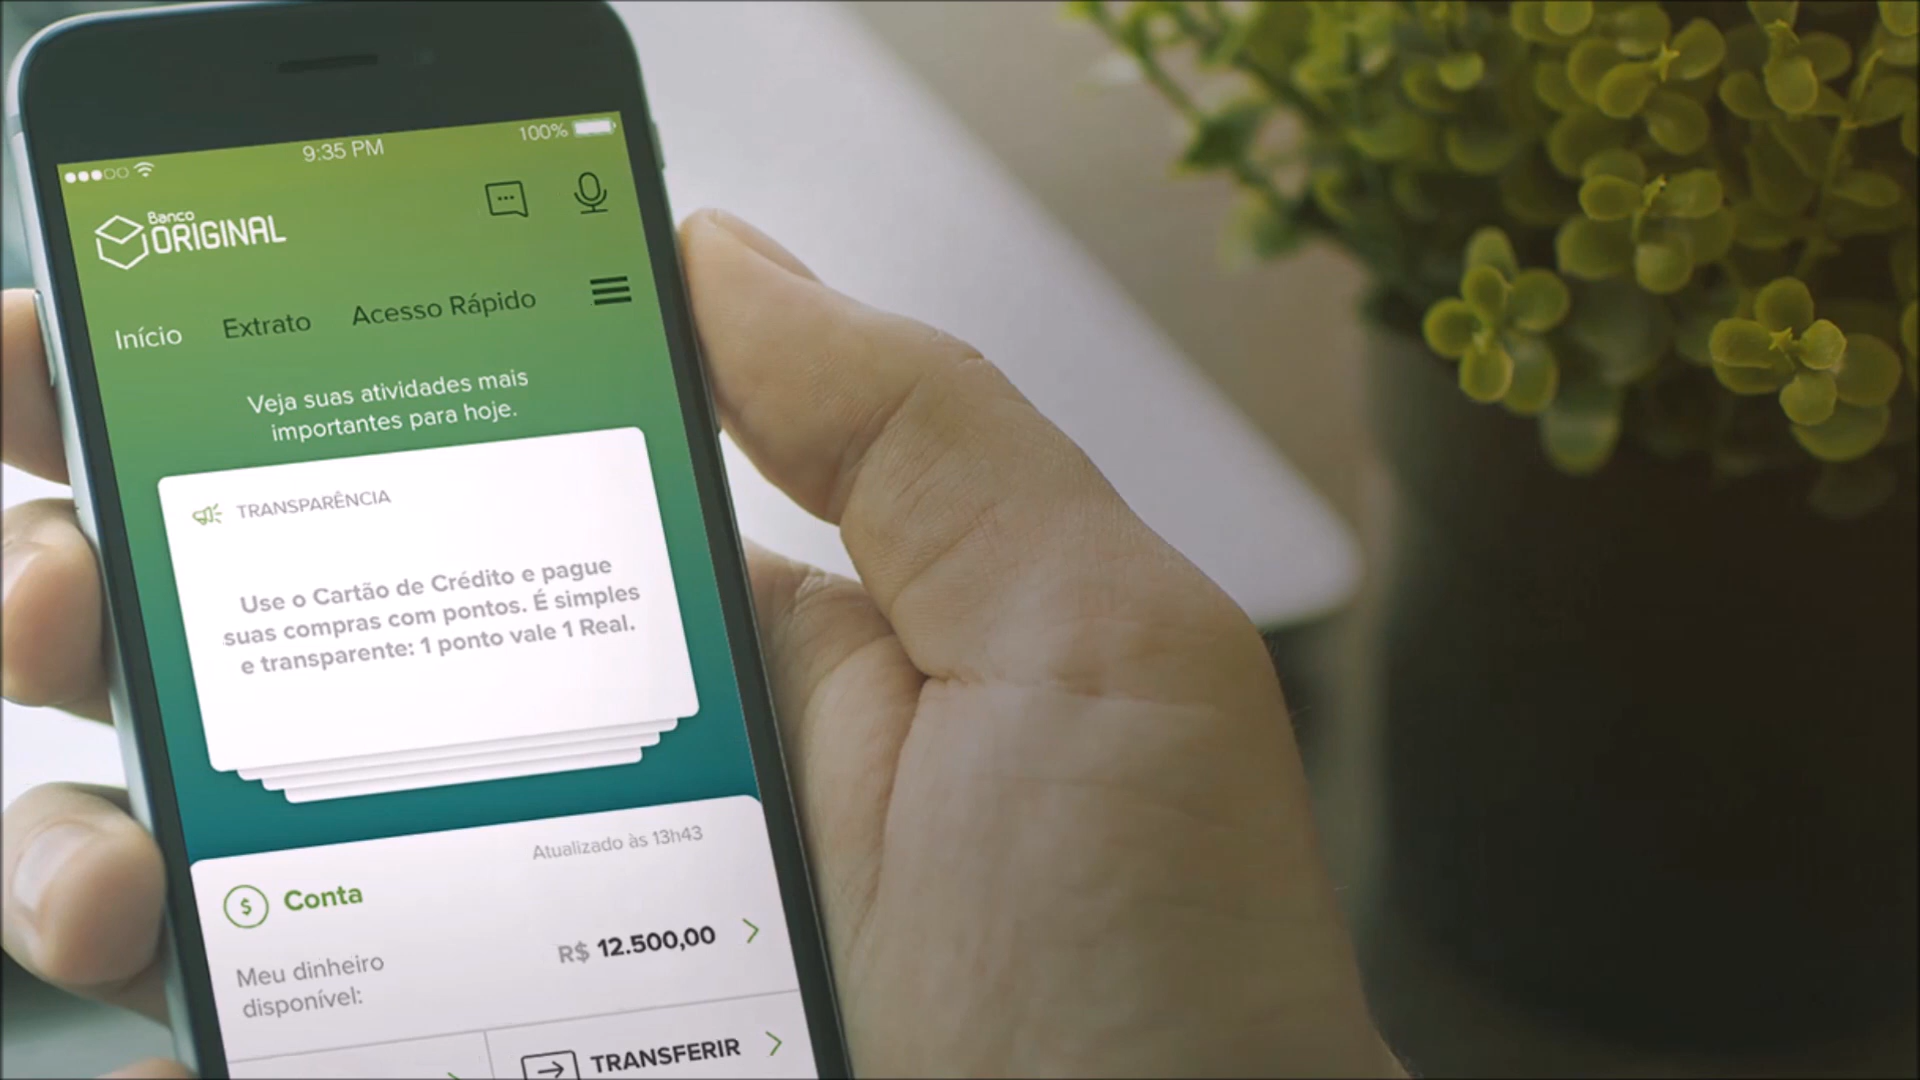 9:35 PM
100%
Banco
ORIGINAL
Início
Extrato
Acesso Rápido
Veja suas atividades mais
importantes para hoje.
TRANSPARÊNCIA
Use o Cartão de Crédito e pague
suas compras com pontos. É simples
e transparente: 1 ponto vale 1 Real.
Atualizado às 13h43
$ Conta
Meu dinheiro
disponível:
R$ 12.500,00
TRANSFERIR